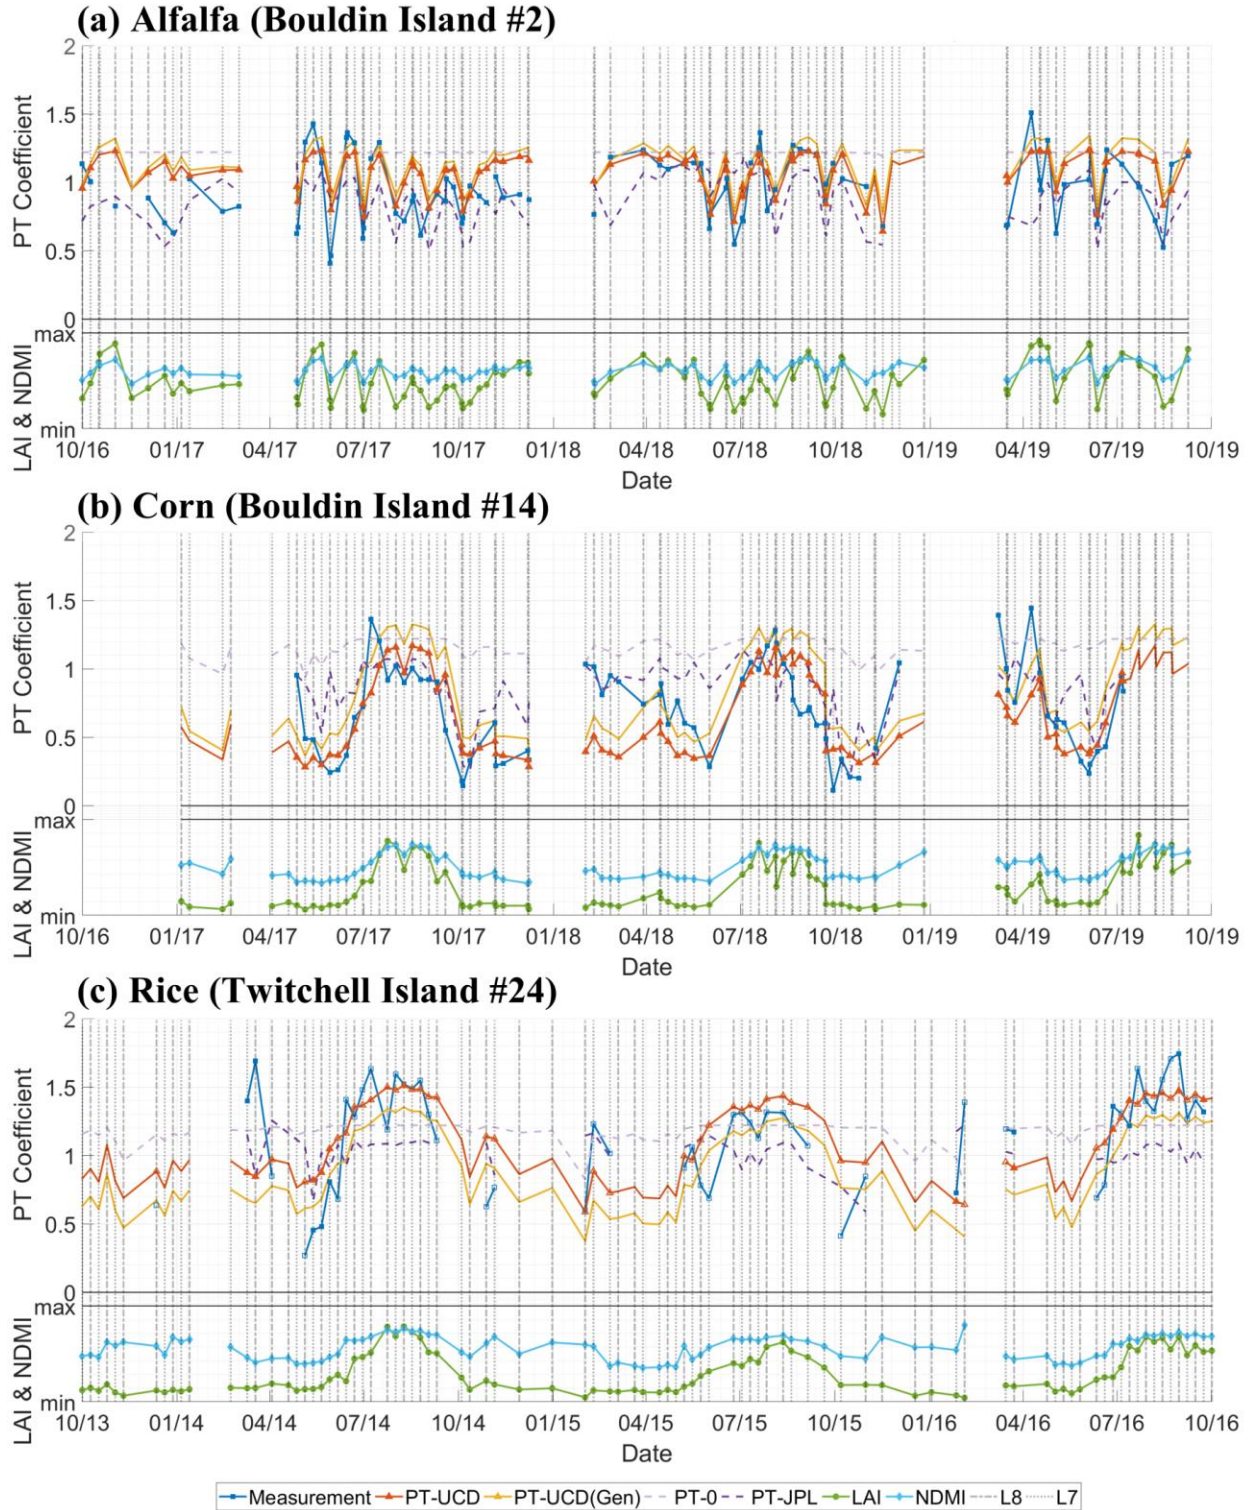 (a) Alfalfa (Bouldin Island #2)
2
1.5
1
0.5
0
PT Coefficient
max
min
LAI & NDMI
10/16 01/17 04/17 07/17 10/17 01/18 04/18 07/18 10/18 01/19 04/19 07/19 10/19
Date
(b) Corn (Bouldin Island #14)
2
1.5
1
0.5
0
PT Coefficient
max
min
LAI & NDMI
10/16 01/17 04/17 07/17 10/17 01/18 04/18 07/18 10/18 01/19 04/19 07/19 10/19
Date
(c) Rice (Twitchell Island #24)
2
1.5
1
0.5
0
PT Coefficient
max
min
LAI & NDMI
10/13 01/14 04/14 07/14 10/14 01/15 04/15 07/15 10/15 01/16 04/16 07/16 10/16
Date
Measurement PT-UCD PT-UCD(Gen) PT-0 PT-JPL LAI NDMI L8 L7